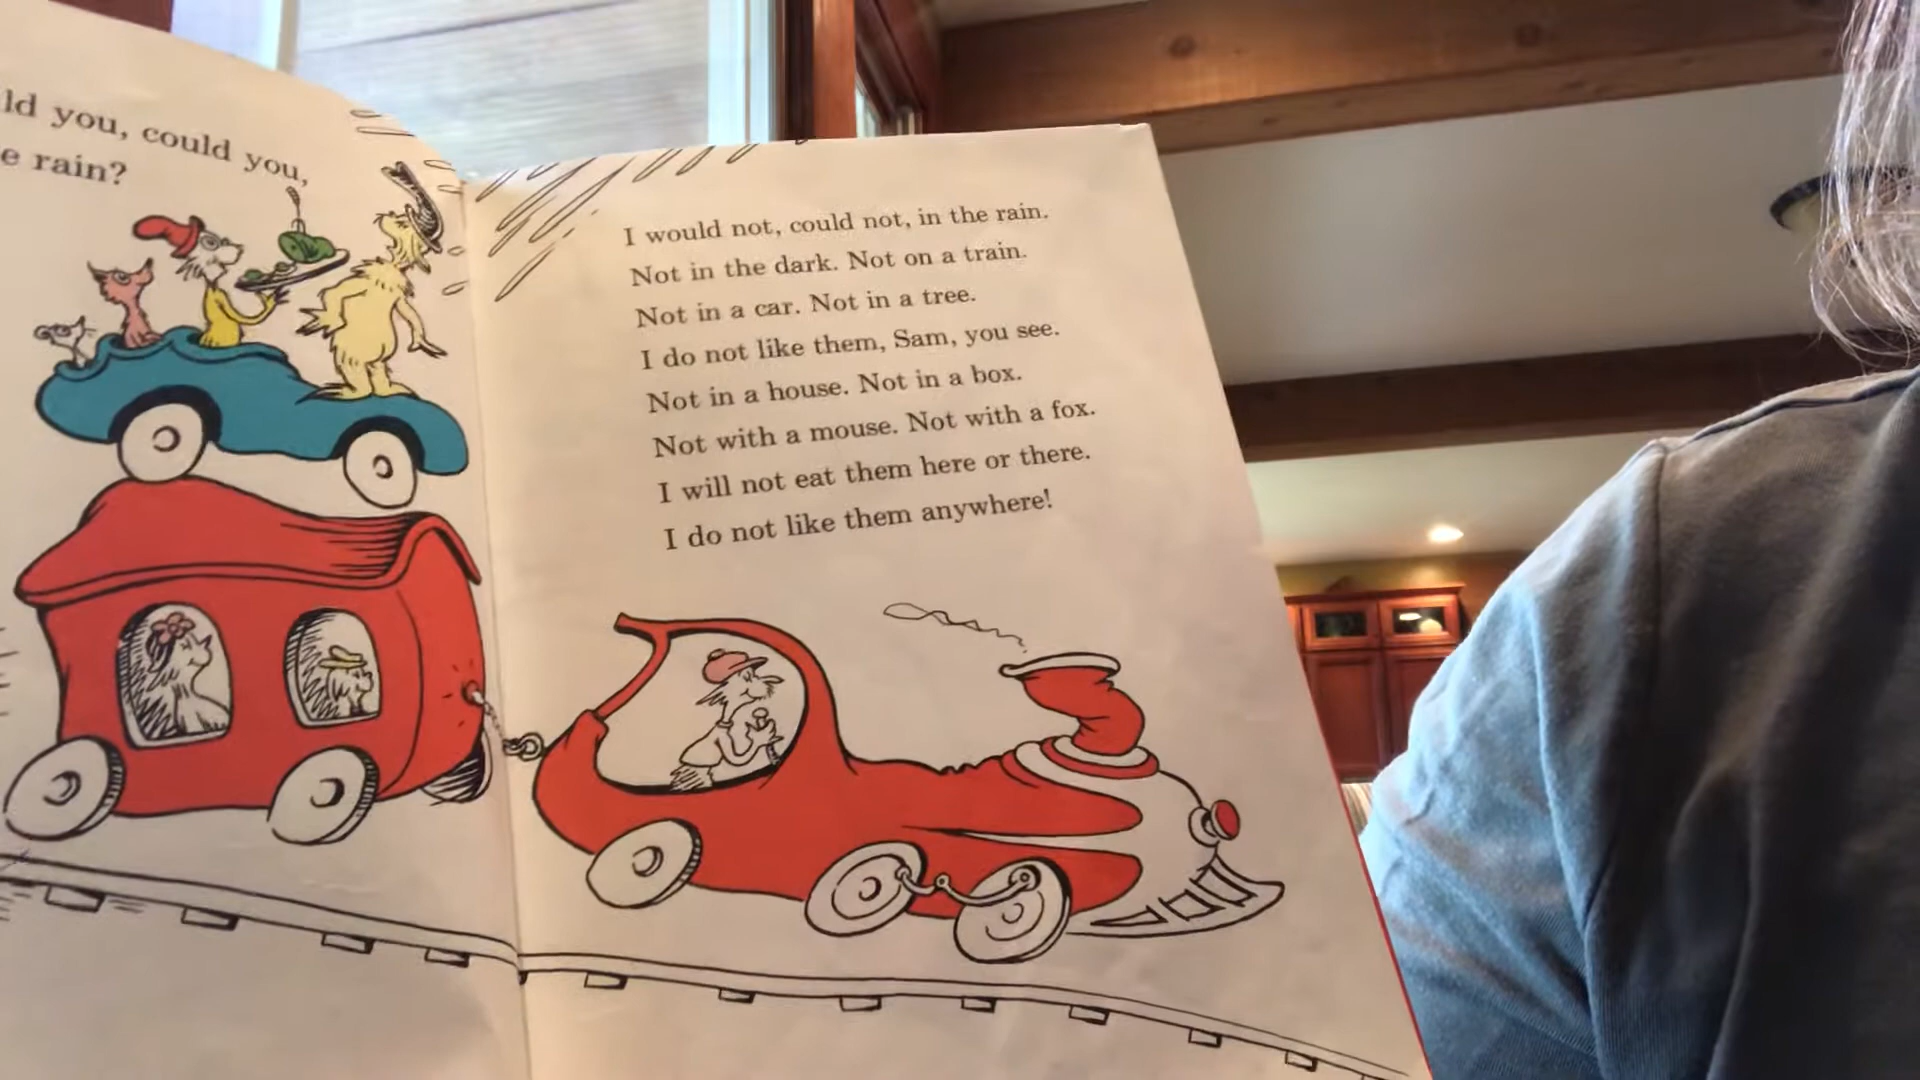 you, could you,
rain?
I would not, could not, in the rain.
Not in the dark. Not on a train.
Not in a car. Not in a tree.
I do not like them, Sam, you see.
Not in a house. Not in a box.
Not with a mouse. Not with a fox.
I will not eat them here or there.
I do not like them anywhere!